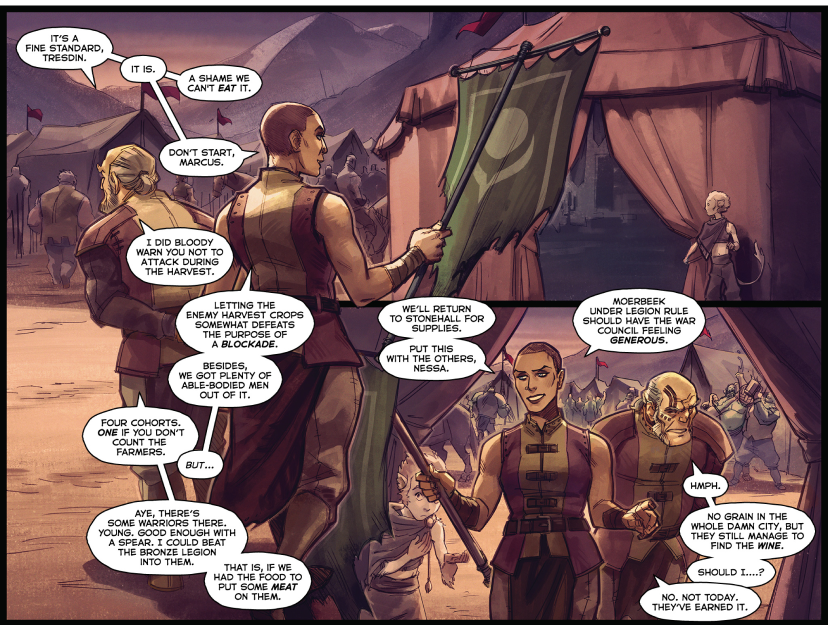 IT'S A
FINE STANDARD,
TRESDIN.
IT IS.
A SHAME WE
CAN'T EAT IT.
DON'T START,
MARCUS.
I DID BLOODY
WARN YOU NOT TO
ATTACK DURING
THE HARVEST.
LETTING THE
ENEMY HARVEST CROPS
SOMEWHAT DEFEATS
THE PURPOSE OF
A BLOCKADE.
BESIDES,
WE GOT PLENTY OF
ABLE-BODIED MEN
OUT OF IT.
FOUR COHORTS.
ONE IF YOU DON'T
COUNT THE
FARMERS.
BUT...
AYE, THERE'S
SOME WARRIORS THERE.
YOUNG. GOOD ENOUGH WITH
A SPEAR. I COULD BEAT
THE BRONZE LEGION
INTO THEM.
THAT IS, IF WE
HAD THE FOOD TO
PUT SOME MEAT
ON THEM.
WE'LL RETURN
TO STONEHALL FOR
SUPPLIES.
PUT THIS
WITH THE OTHERS,
NESSA.
MOERBEEK
UNDER LEGION RULE
SHOULD HAVE THE WAR
COUNCIL FEELING
GENEROUS.
HMPH.
NO GRAIN IN THE
WHOLE DAMN CITY, BUT
THEY STILL MANAGE TO
FIND THE WINE.
SHOULD I....?
NO. NOT TODAY.
THEY'VE EARNED IT.